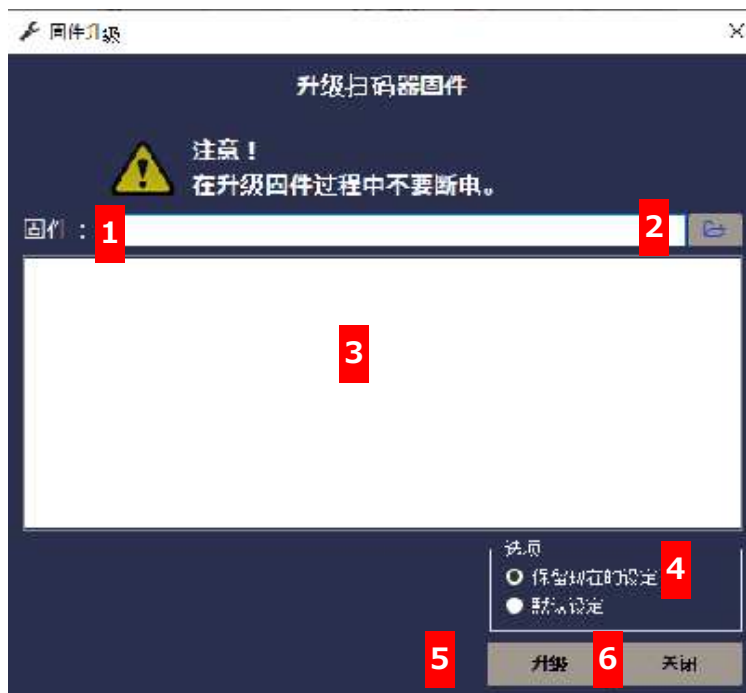 固件升级
升级扫码器固件
注意！
在升级固件过程中不要断电。
固件：
1
2
3
选项
保留现在的设定
4
默认设定
5
升级
6
关闭